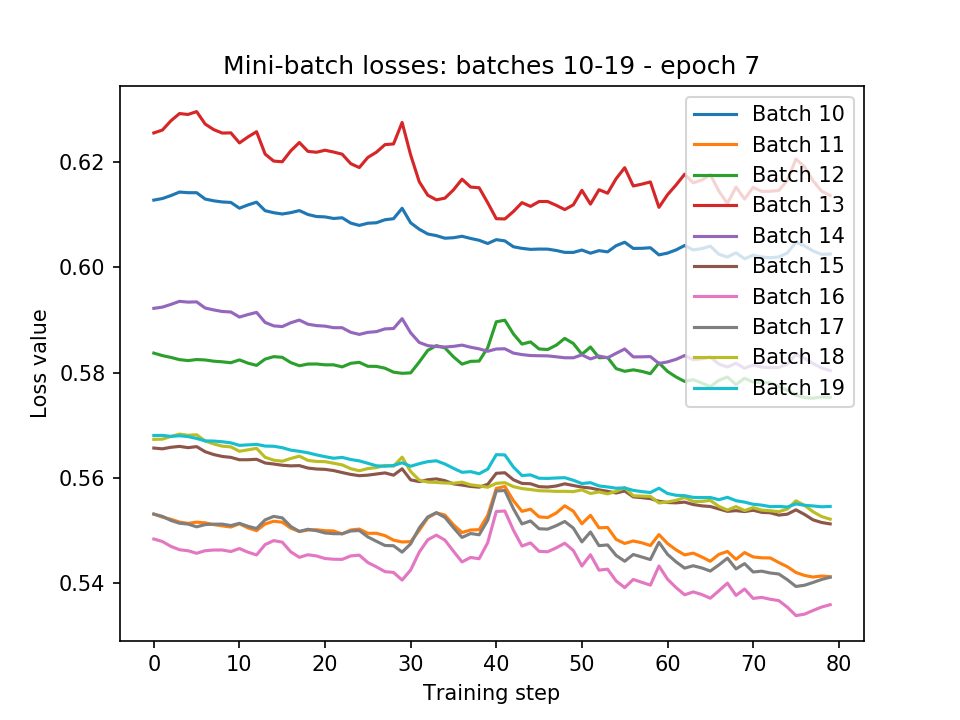 Mini-batch losses: batches 10-19 - epoch 7
Batch 10
Batch 11
Batch 12
Batch 13
Batch 14
Batch 15
Batch 16
Batch 17
Batch 18
Batch 19
Loss value
0.62
0.60
0.58
0.56
0.54
0 10 20 30 40 50 60 70 80
Training step